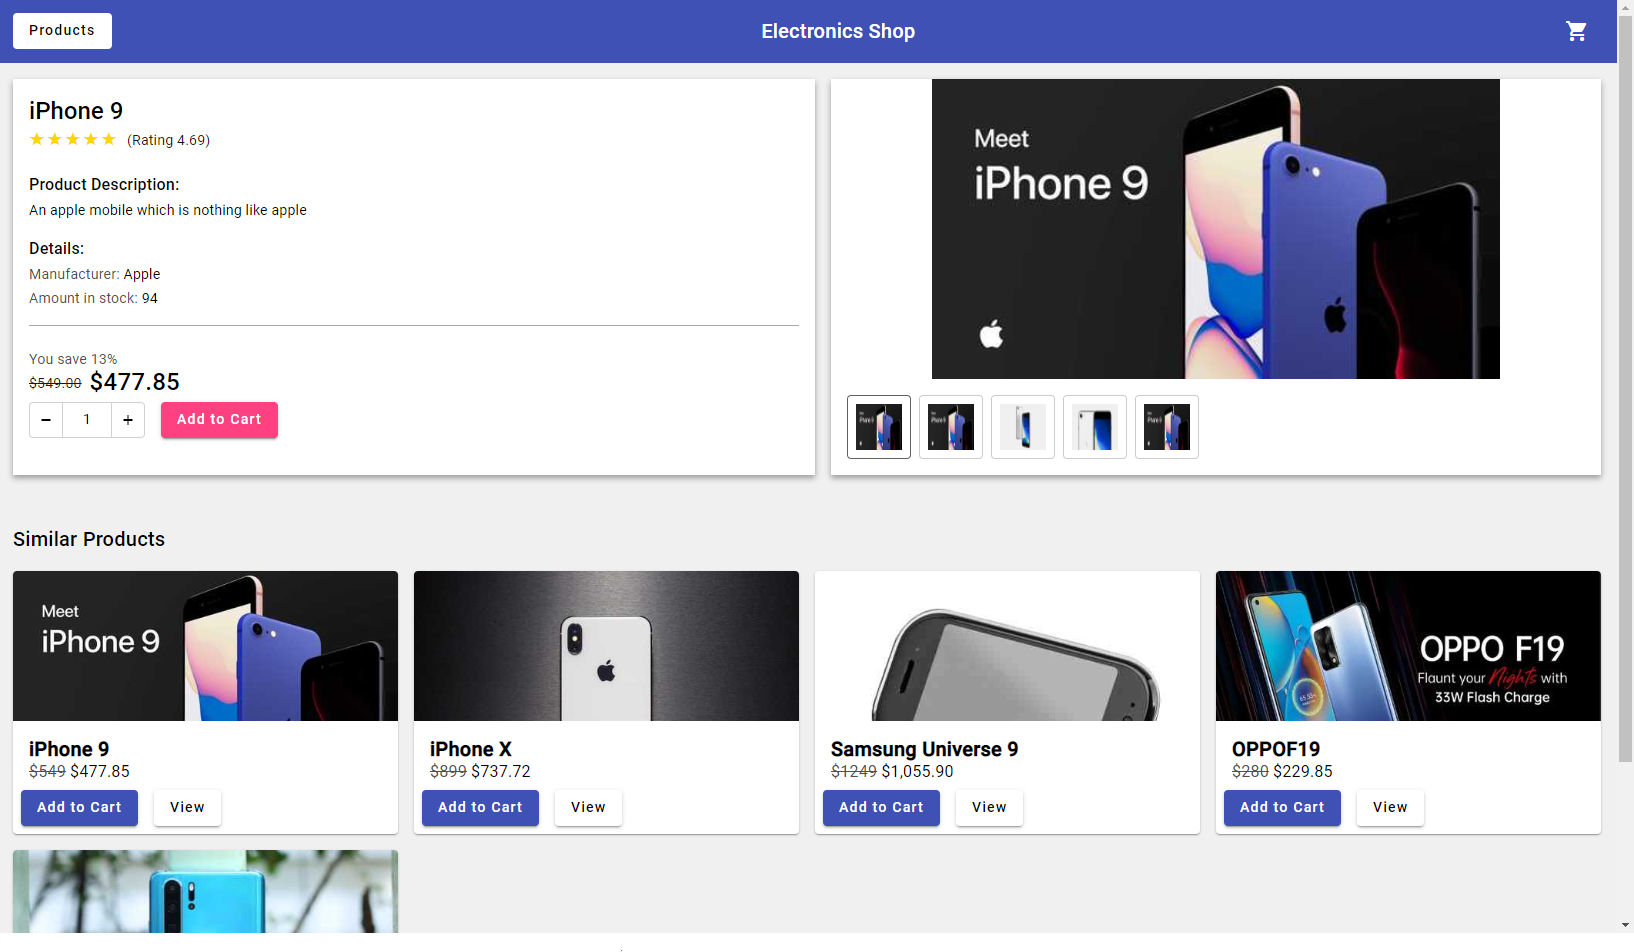 Products
Electronics Shop
iPhone 9
(Rating 4.69)
Product Description:
An apple mobile which is nothing like apple
Details:
Manufacturer: Apple
Amount in stock: 94
You save 13%
$549.00 $477.85
− 1 +
Add to Cart
Meet
iPhone 9
Similar Products
Meet
iPhone 9
iPhone 9
$549 $477.85
Add to Cart
View
iPhone X
$899 $737.72
Add to Cart
View
Samsung Universe 9
$1249 $1,055.90
Add to Cart
View
OPPO F19
Flaunt your Nights with
33W Flash Charge
OPPOF19
$280 $229.85
Add to Cart
View